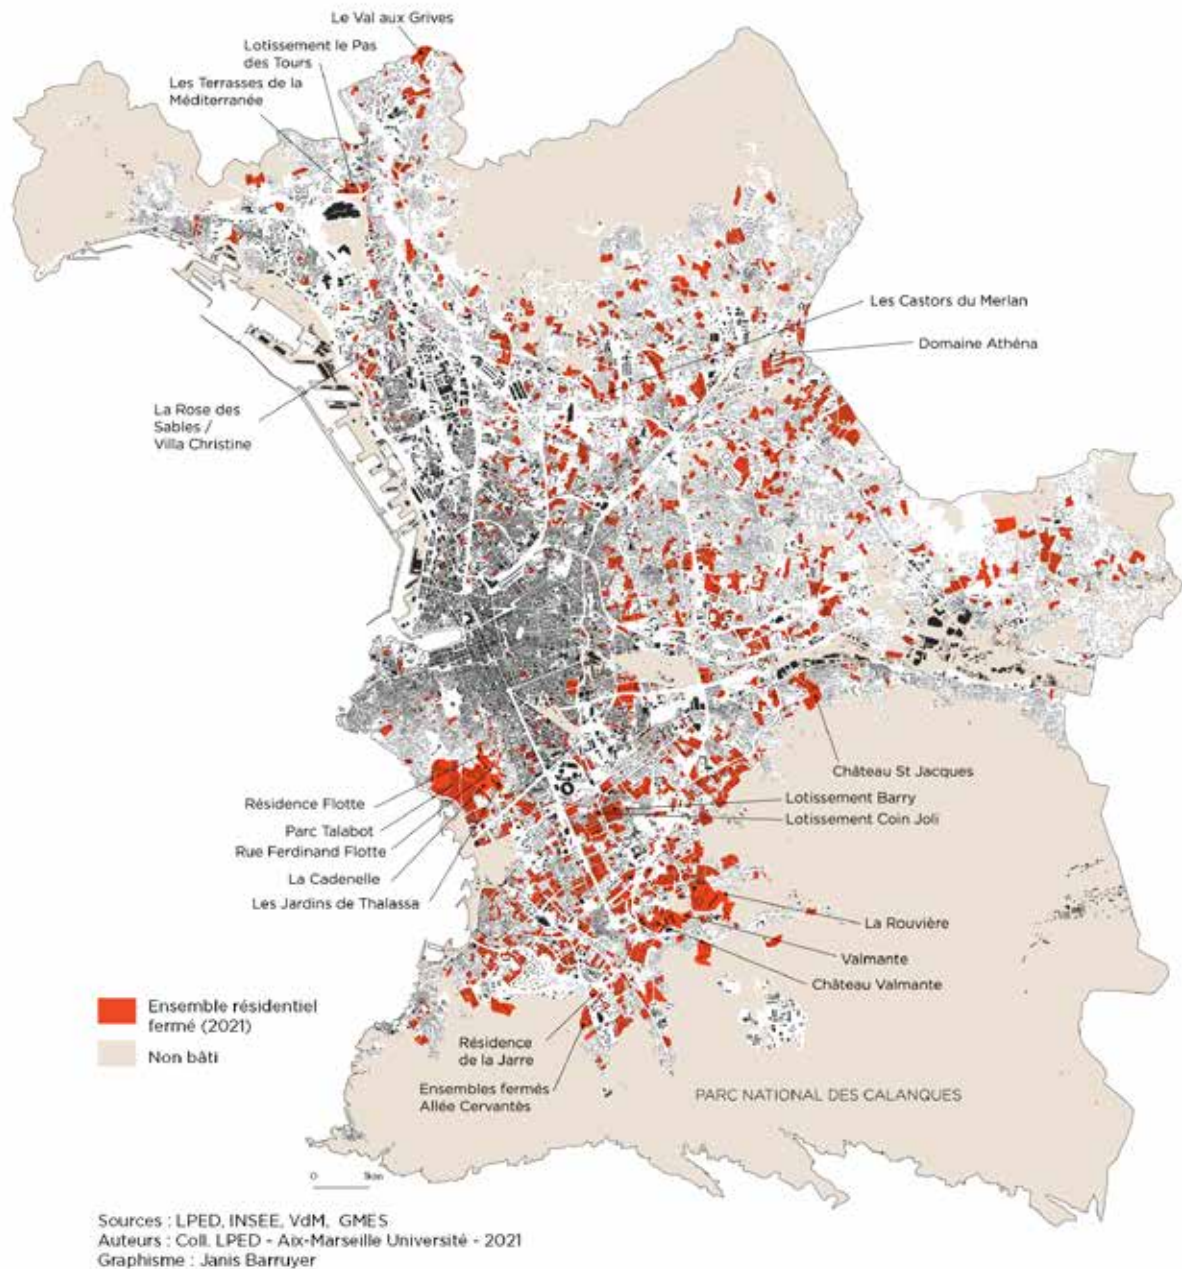 Le Val aux Grives
Lotissement le Pas
des Tours
Les Terrasses de la
Méditerranée
Les Castors du Merlan
Domaine Athéna
La Rose des
Sables /
Villa Christine
Château St Jacques
Résidence Flotte
Lotissement Barry
Parc Talabot
Lotissement Coin Joli
Rue Ferdinand Flotte
La Cadenelle
Les Jardins de Thalassa
La Rouvière
Valmante
Château Valmante
Ensemble résidentiel
fermé (2021)
Non bâti
Résidence
de la Jarre
Ensembles fermés
Allée Cervantès
PARC NATIONAL DES CALANQUES
0 1km
Sources : LPED, INSEE, VdM, GMES
Auteurs : Coll. LPED - Aix-Marseille Université - 2021
Graphisme : Janis Barruyer